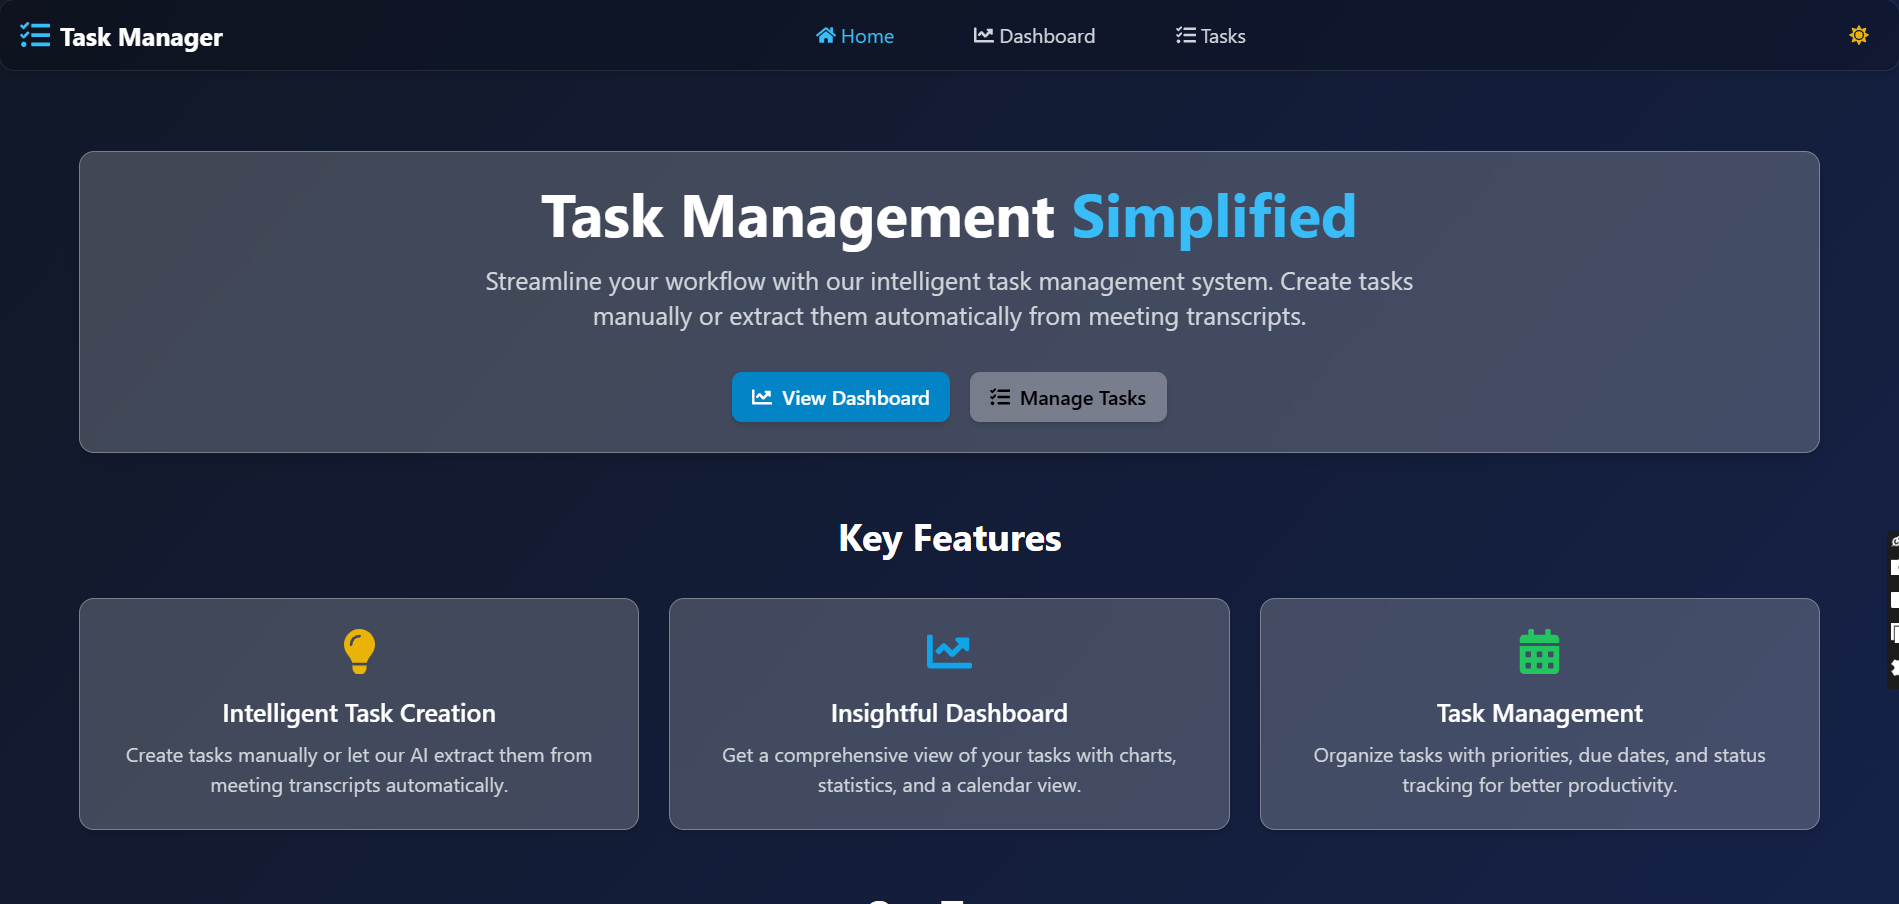 Task Manager
Home
Dashboard
Tasks
Task Management Simplified
Streamline your workflow with our intelligent task management system. Create tasks
manually or extract them automatically from meeting transcripts.
View Dashboard
Manage Tasks
Key Features
Intelligent Task Creation
Create tasks manually or let our AI extract them from
meeting transcripts automatically.
Insightful Dashboard
Get a comprehensive view of your tasks with charts,
statistics, and a calendar view.
Task Management
Organize tasks with priorities, due dates, and status
tracking for better productivity.